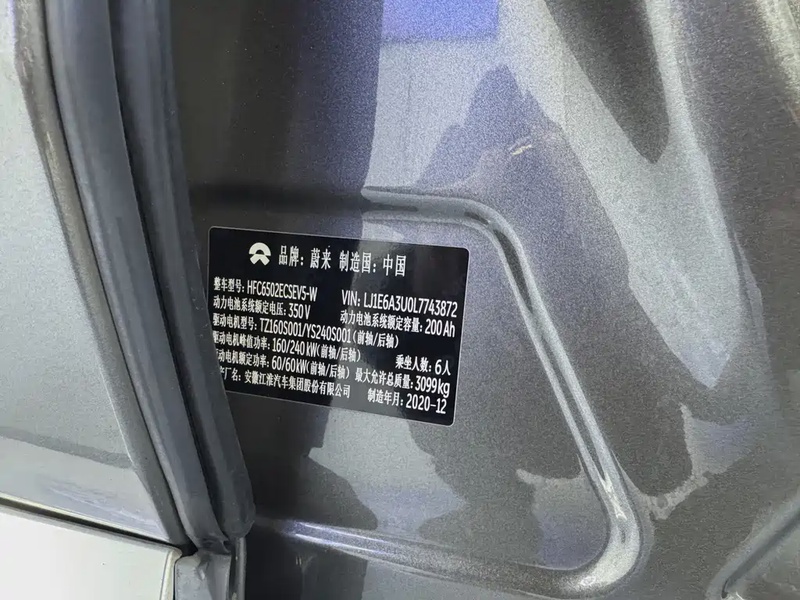 品牌：蔚来 制造国：中国
整车型号：HFC6502ECSEV5-W VIN: LJ1E6A3U0L7743872
动力电池系统额定电压：350V 动力电池系统额定容量：200Ah
驱动电机型号：TZ160S001/YS240S001（前轴/后轴）
驱动电机峰值功率：160/240kW（前轴/后轴） 乘坐人数：6人
动电机额定功率：60/60kW（前轴/后轴） 最大允许总质量：3099kg
厂名：安徽江淮汽车集团股份有限公司 制造年月：2020-12